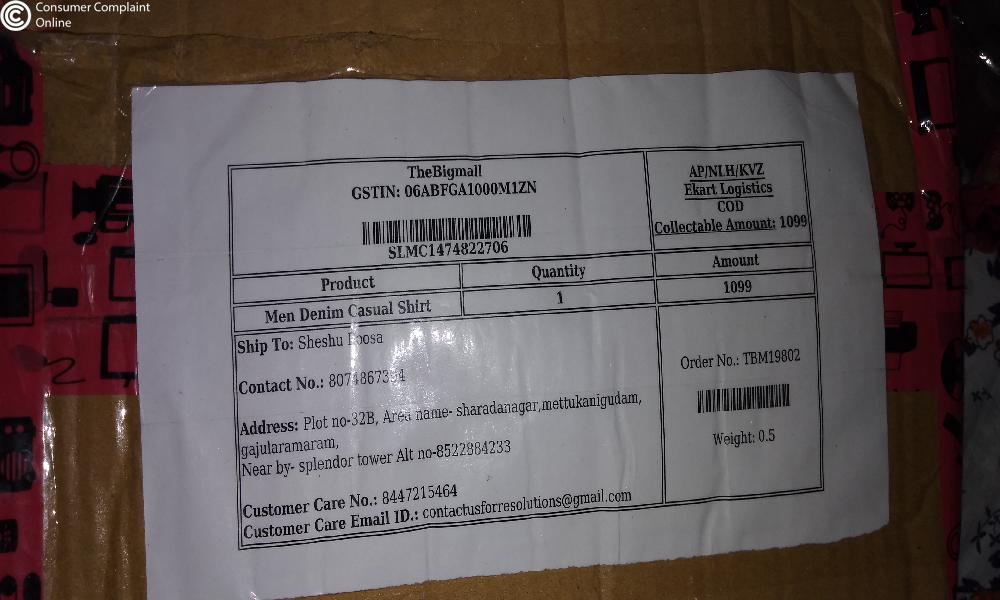 Consumer Complaint
Online
TheBigmall
GSTIN: 06ABFGA1000M1ZN
SLMC1474822706
AP/NLH/KVZ
Ekart Logistics
COD
Collectable Amount: 1099
Product Quantity Amount
Men Denim Casual Shirt 1 1099
Ship To: Sheshu
Contact No.:
Address: Plot no-32B, Area name- sharadanagar,mettukanigudam,
gajularamaram,
Near by- splendor tower Alt no-8522884233
Customer Care No.: 8447215464
Customer Care Email ID.: contactusforresolutions@gmail.com
Order No.: TBM19802
Weight: 0.5